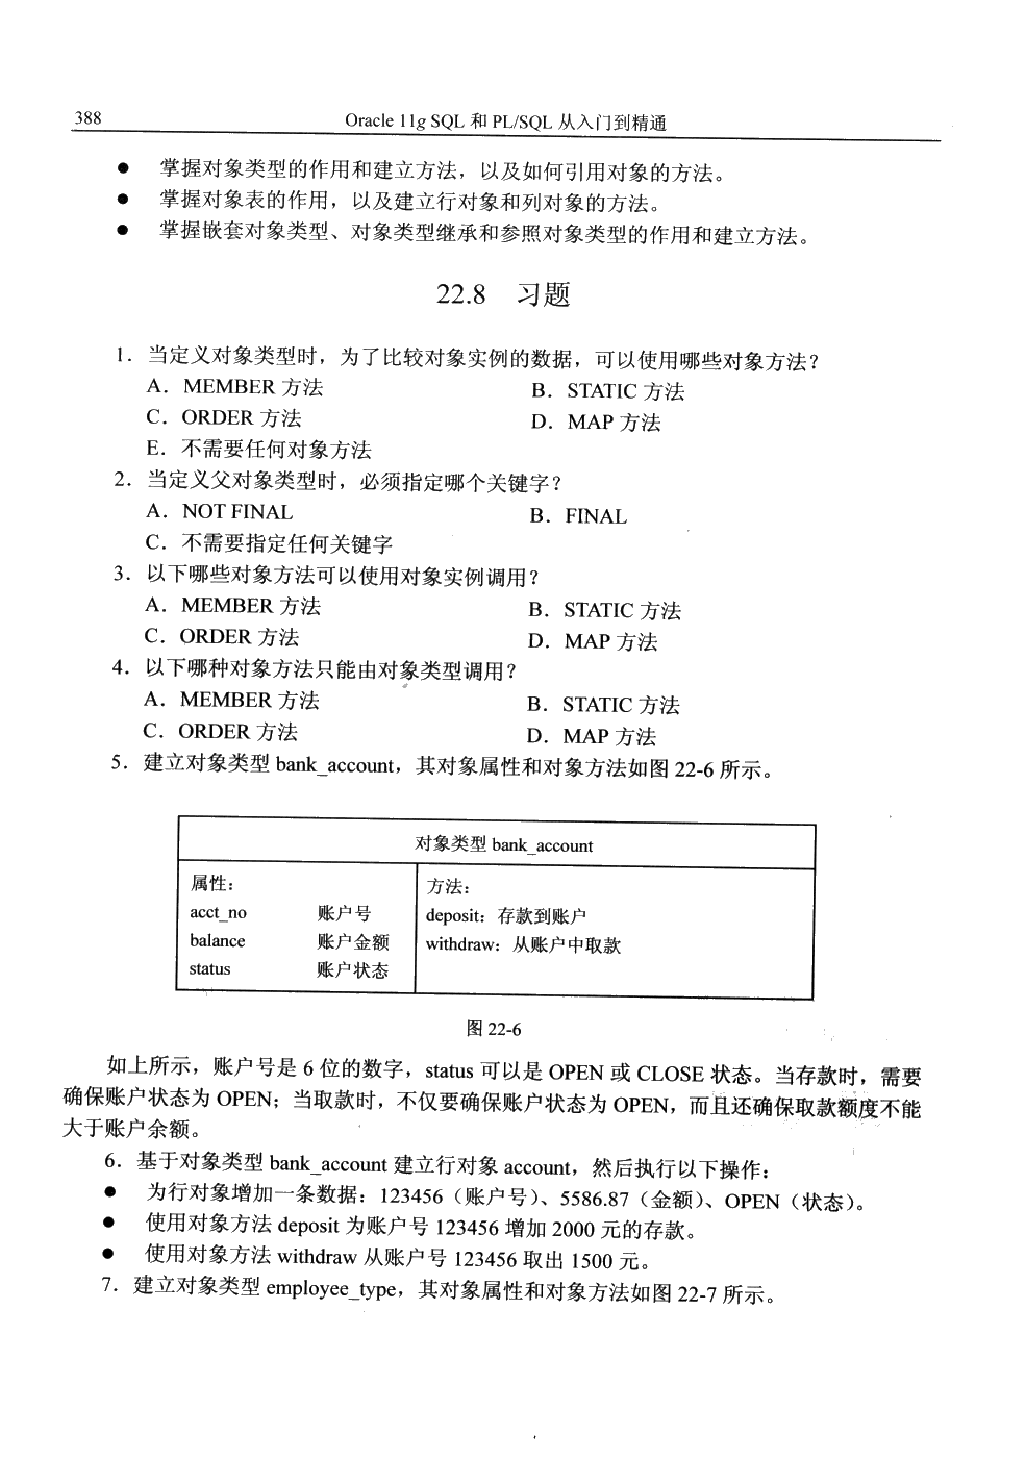 388
Oracle 11g SQL 和 PL/SQL 从入门到精通
● 掌握对象类型的作用和建立方法，以及如何引用对象的方法。
● 掌握对象表的作用，以及建立行对象和列对象的方法。
● 掌握嵌套对象类型、对象类型继承和参照对象类型的作用和建立方法。
22.8 习题
1．当定义对象类型时，为了比较对象实例的数据，可以使用哪些对象方法？
A．MEMBER 方法 B．STATIC 方法
C．ORDER 方法 D．MAP 方法
E．不需要任何对象方法
2．当定义父对象类型时，必须指定哪个关键字？
A．NOT FINAL B．FINAL
C．不需要指定任何关键字
3．以下哪些对象方法可以使用对象实例调用？
A．MEMBER 方法 B．STATIC 方法
C．ORDER 方法 D．MAP 方法
4．以下哪种对象方法只能由对象类型调用？
A．MEMBER 方法 B．STATIC 方法
C．ORDER 方法 D．MAP 方法
5．建立对象类型 bank_account，其对象属性和对象方法如图 22-6 所示。
对象类型 bank_account
属性：
acct_no 账户号
balance 账户金额
status 账户状态
方法：
deposit：存款到账户
withdraw：从账户中取款
图 22-6
如上所示，账户号是 6 位的数字，status 可以是 OPEN 或 CLOSE 状态。当存款时，需要
确保账户状态为 OPEN；当取款时，不仅要确保账户状态为 OPEN，而且还确保取款额度不能
大于账户余额。
6．基于对象类型 bank_account 建立行对象 account，然后执行以下操作：
● 为行对象增加一条数据：123456（账户号）、5586.87（金额）、OPEN（状态）。
● 使用对象方法 deposit 为账户号 123456 增加 2000 元的存款。
● 使用对象方法 withdraw 从账户号 123456 取出 1500 元。
7．建立对象类型 employee_type，其对象属性和对象方法如图 22-7 所示。